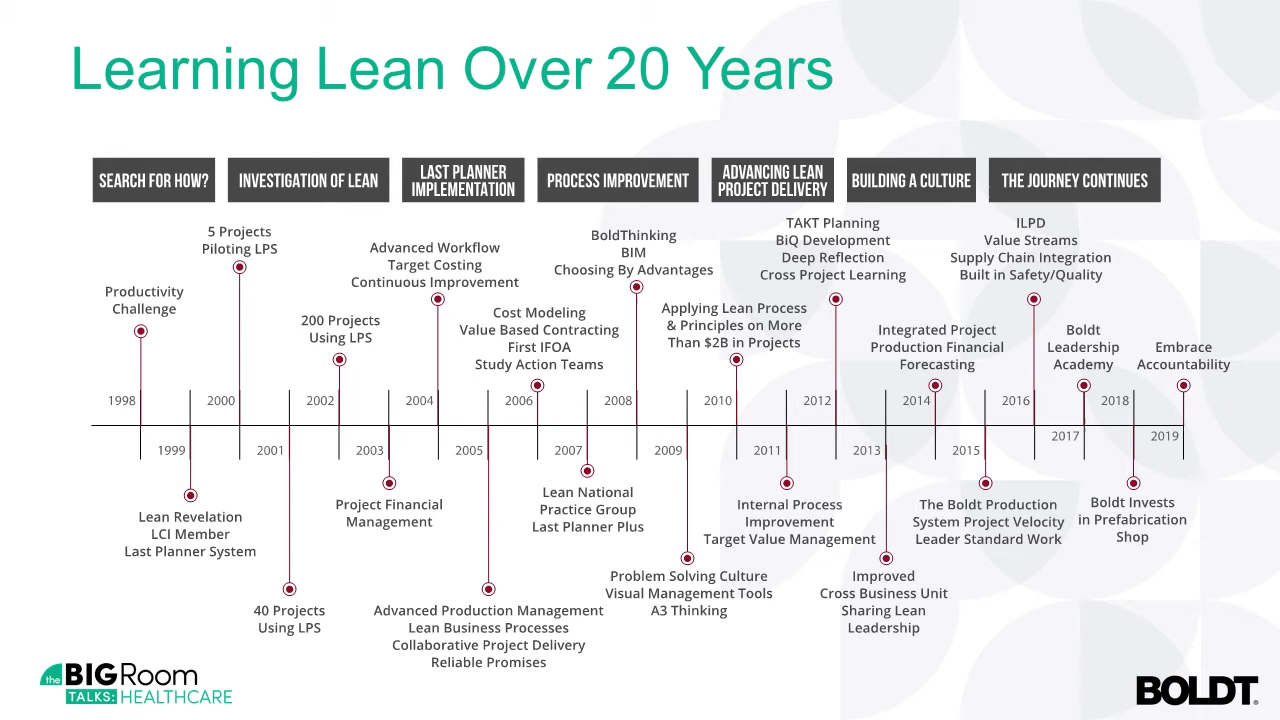 Learning Lean Over 20 Years
SEARCH FOR HOW?
INVESTIGATION OF LEAN
LAST PLANNER
IMPLEMENTATION
PROCESS IMPROVEMENT
ADVANCING LEAN
PROJECT DELIVERY
BUILDING A CULTURE
THE JOURNEY CONTINUES
Productivity
Challenge
1998
1999
Lean Revelation
LCI Member
Last Planner System
5 Projects
Piloting LPS
2000
2001
40 Projects
Using LPS
200 Projects
Using LPS
2002
2003
Project Financial
Management
Advanced Workflow
Target Costing
Continuous Improvement
2004
2005
Advanced Production Management
Lean Business Processes
Collaborative Project Delivery
Reliable Promises
Cost Modeling
Value Based Contracting
First IFOA
Study Action Teams
2006
2007
Lean National
Practice Group
Last Planner Plus
BoldThinking
BIM
Choosing By Advantages
2008
2009
Problem Solving Culture
Visual Management Tools
A3 Thinking
Applying Lean Process
& Principles on More
Than $2B in Projects
2010
2011
Internal Process
Improvement
Target Value Management
TAKT Planning
BiQ Development
Deep Reflection
Cross Project Learning
2012
2013
Improved
Cross Business Unit
Sharing Lean
Leadership
Integrated Project
Production Financial
Forecasting
2014
2015
The Boldt Production
System Project Velocity
Leader Standard Work
ILPD
Value Streams
Supply Chain Integration
Built in Safety/Quality
2016
Boldt
Leadership
Academy
2017
2018
Boldt Invests
in Prefabrication
Shop
Embrace
Accountability
2019
the BIG Room
TALKS: HEALTHCARE
BOLDT®